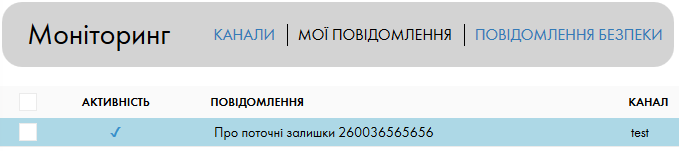 Моніторинг КАНАЛИ МОЇ ПОВІДОМЛЕННЯ ПОВІДОМЛЕННЯ БЕЗПЕКИ
АКТИВНІСТЬ ПОВІДОМЛЕННЯ КАНАЛ
Про поточні залишки 260036565656 test